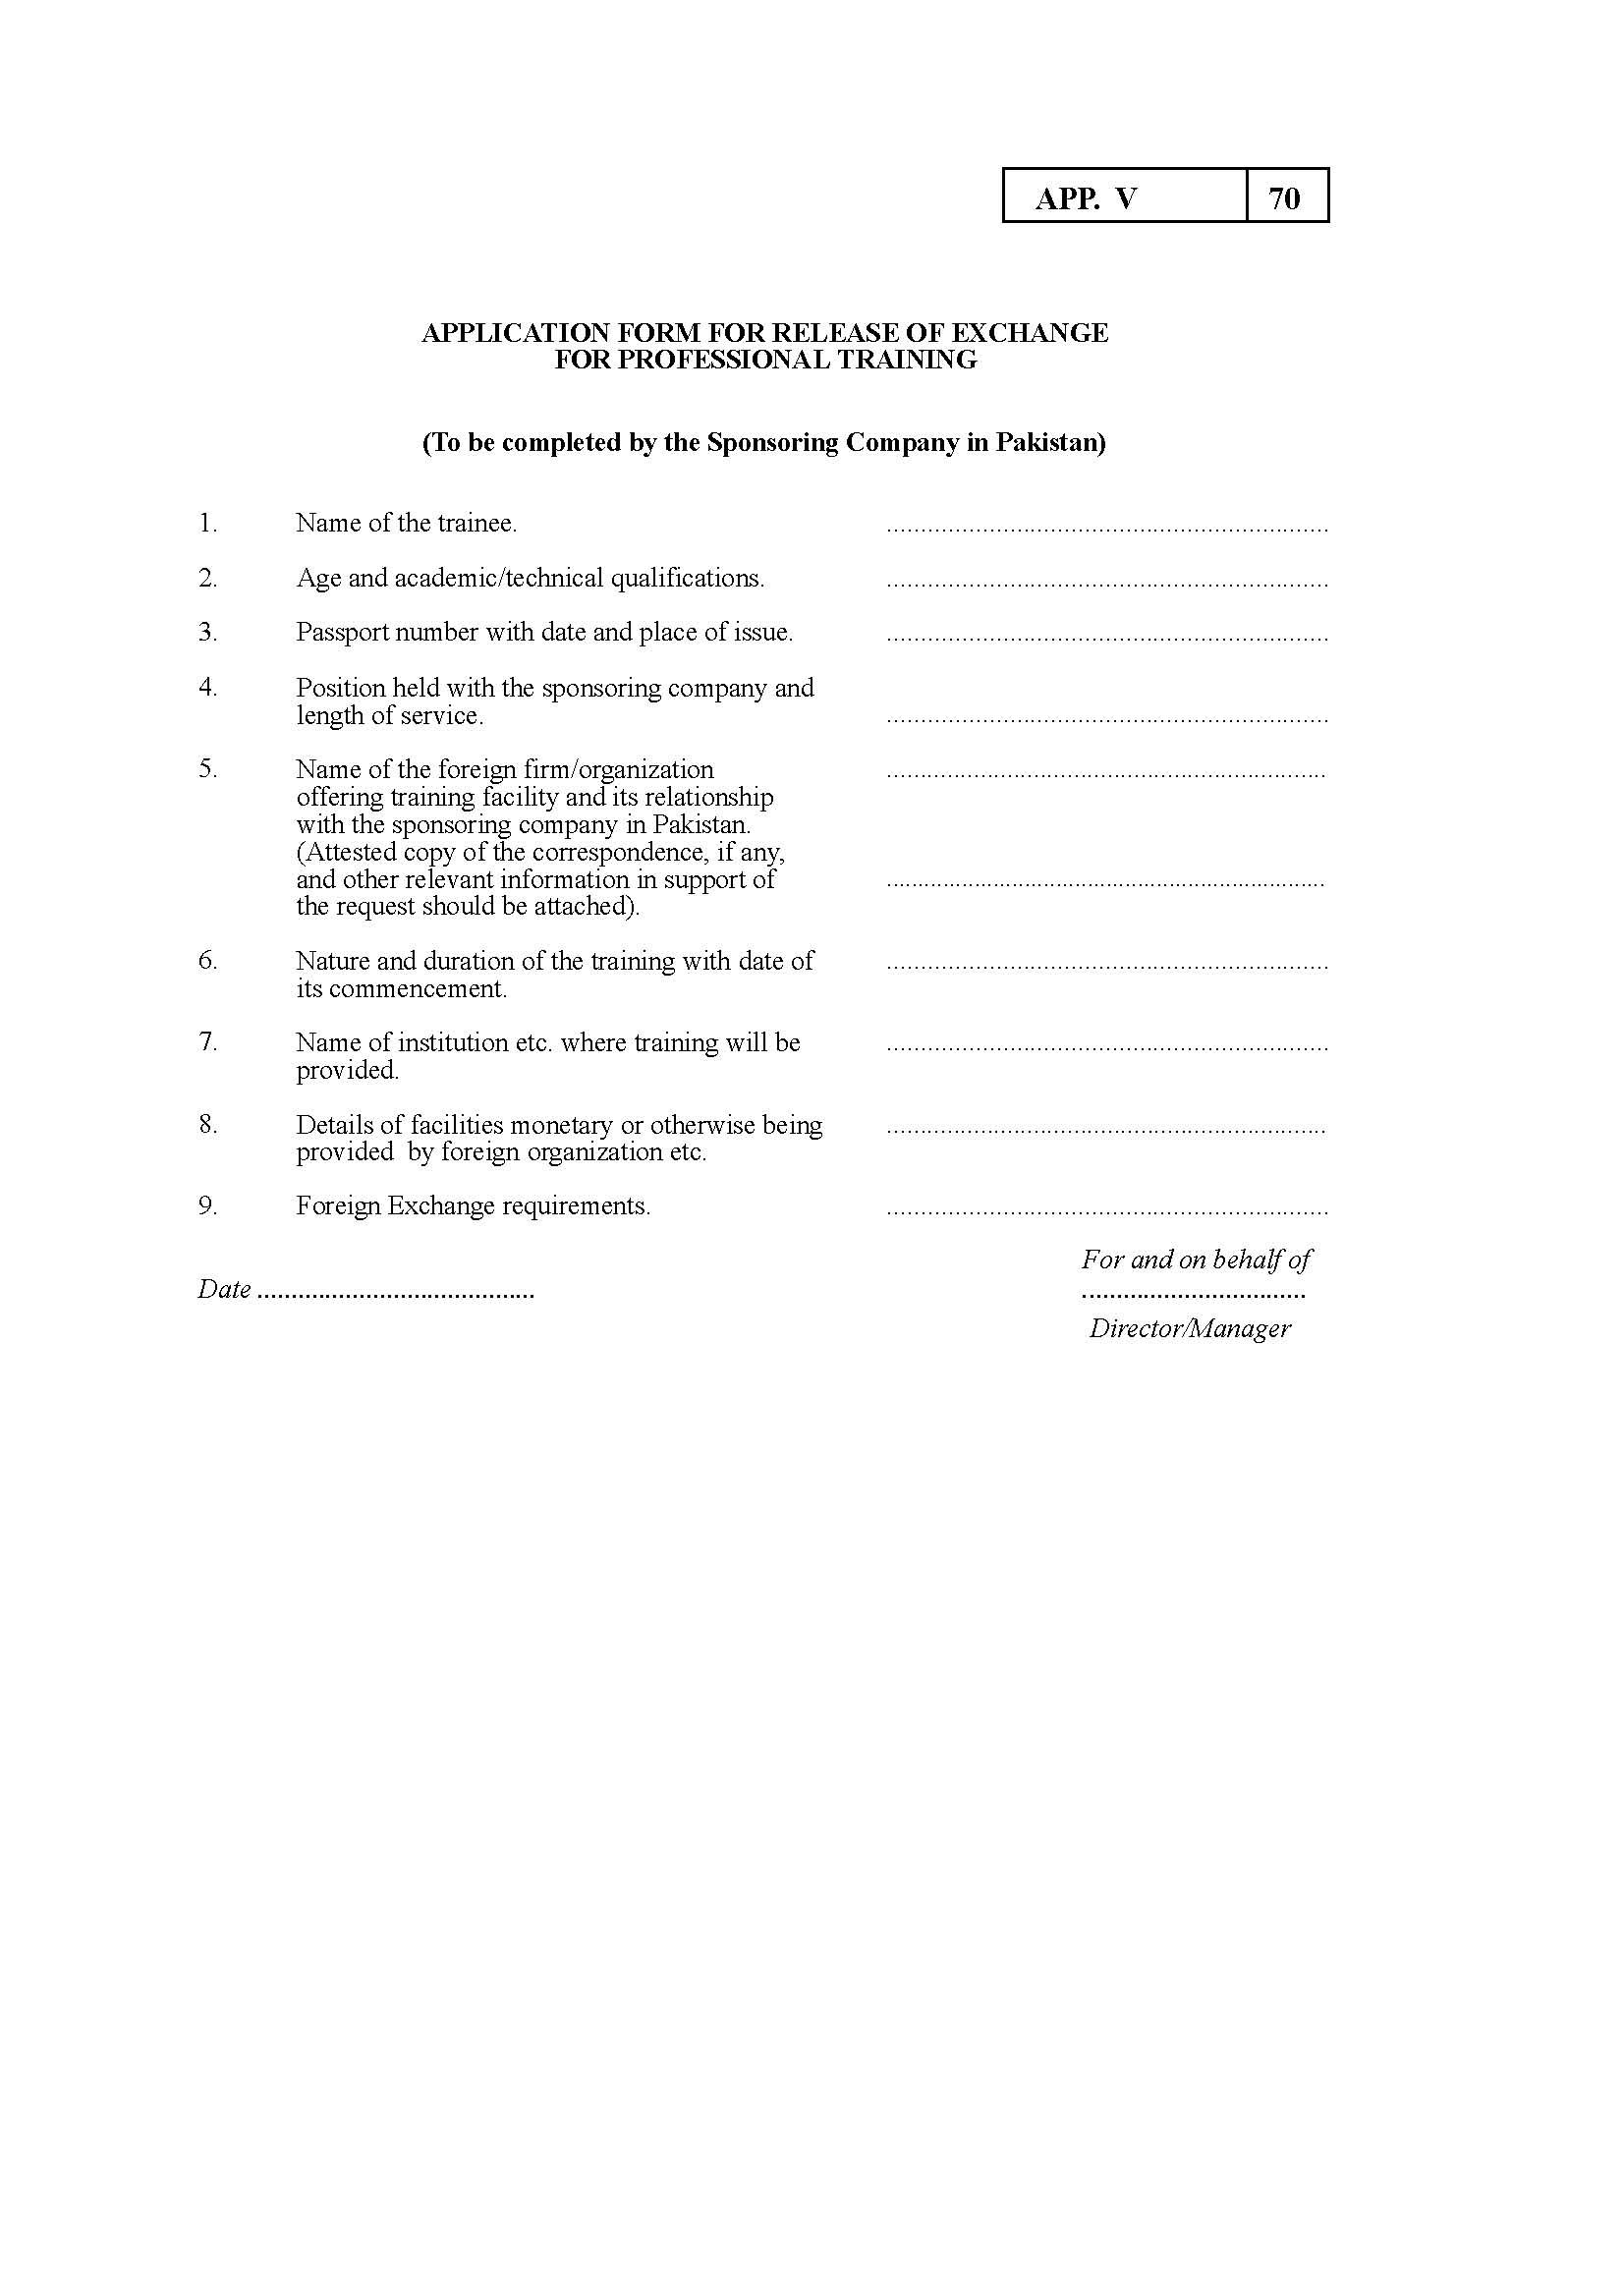 APP. V 70
APPLICATION FORM FOR RELEASE OF EXCHANGE
FOR PROFESSIONAL TRAINING
(To be completed by the Sponsoring Company in Pakistan)
1. Name of the trainee. .................................................................
2. Age and academic/technical qualifications. .................................................................
3. Passport number with date and place of issue. .................................................................
4. Position held with the sponsoring company and
length of service. .................................................................
5. Name of the foreign firm/organization .................................................................
offering training facility and its relationship
with the sponsoring company in Pakistan.
(Attested copy of the correspondence, if any,
and other relevant information in support of .................................................................
the request should be attached).
6. Nature and duration of the training with date of .................................................................
its commencement.
7. Name of institution etc. where training will be .................................................................
provided.
8. Details of facilities monetary or otherwise being .................................................................
provided by foreign organization etc.
9. Foreign Exchange requirements. .................................................................
For and on behalf of
Date ......................................... .................................
Director/Manager